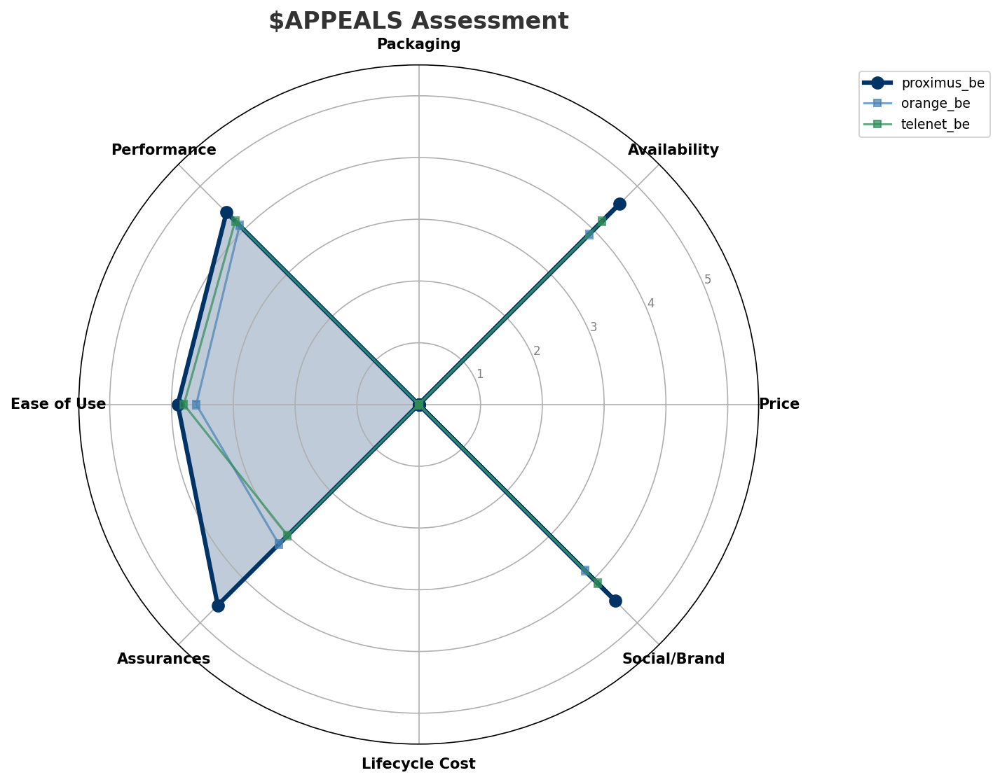 $APPEALS Assessment
Packaging
proximus_be
orange_be
telenet_be
Performance
Availability
5
4
3
2
1
Ease of Use
Price
Assurances
Social/Brand
Lifecycle Cost